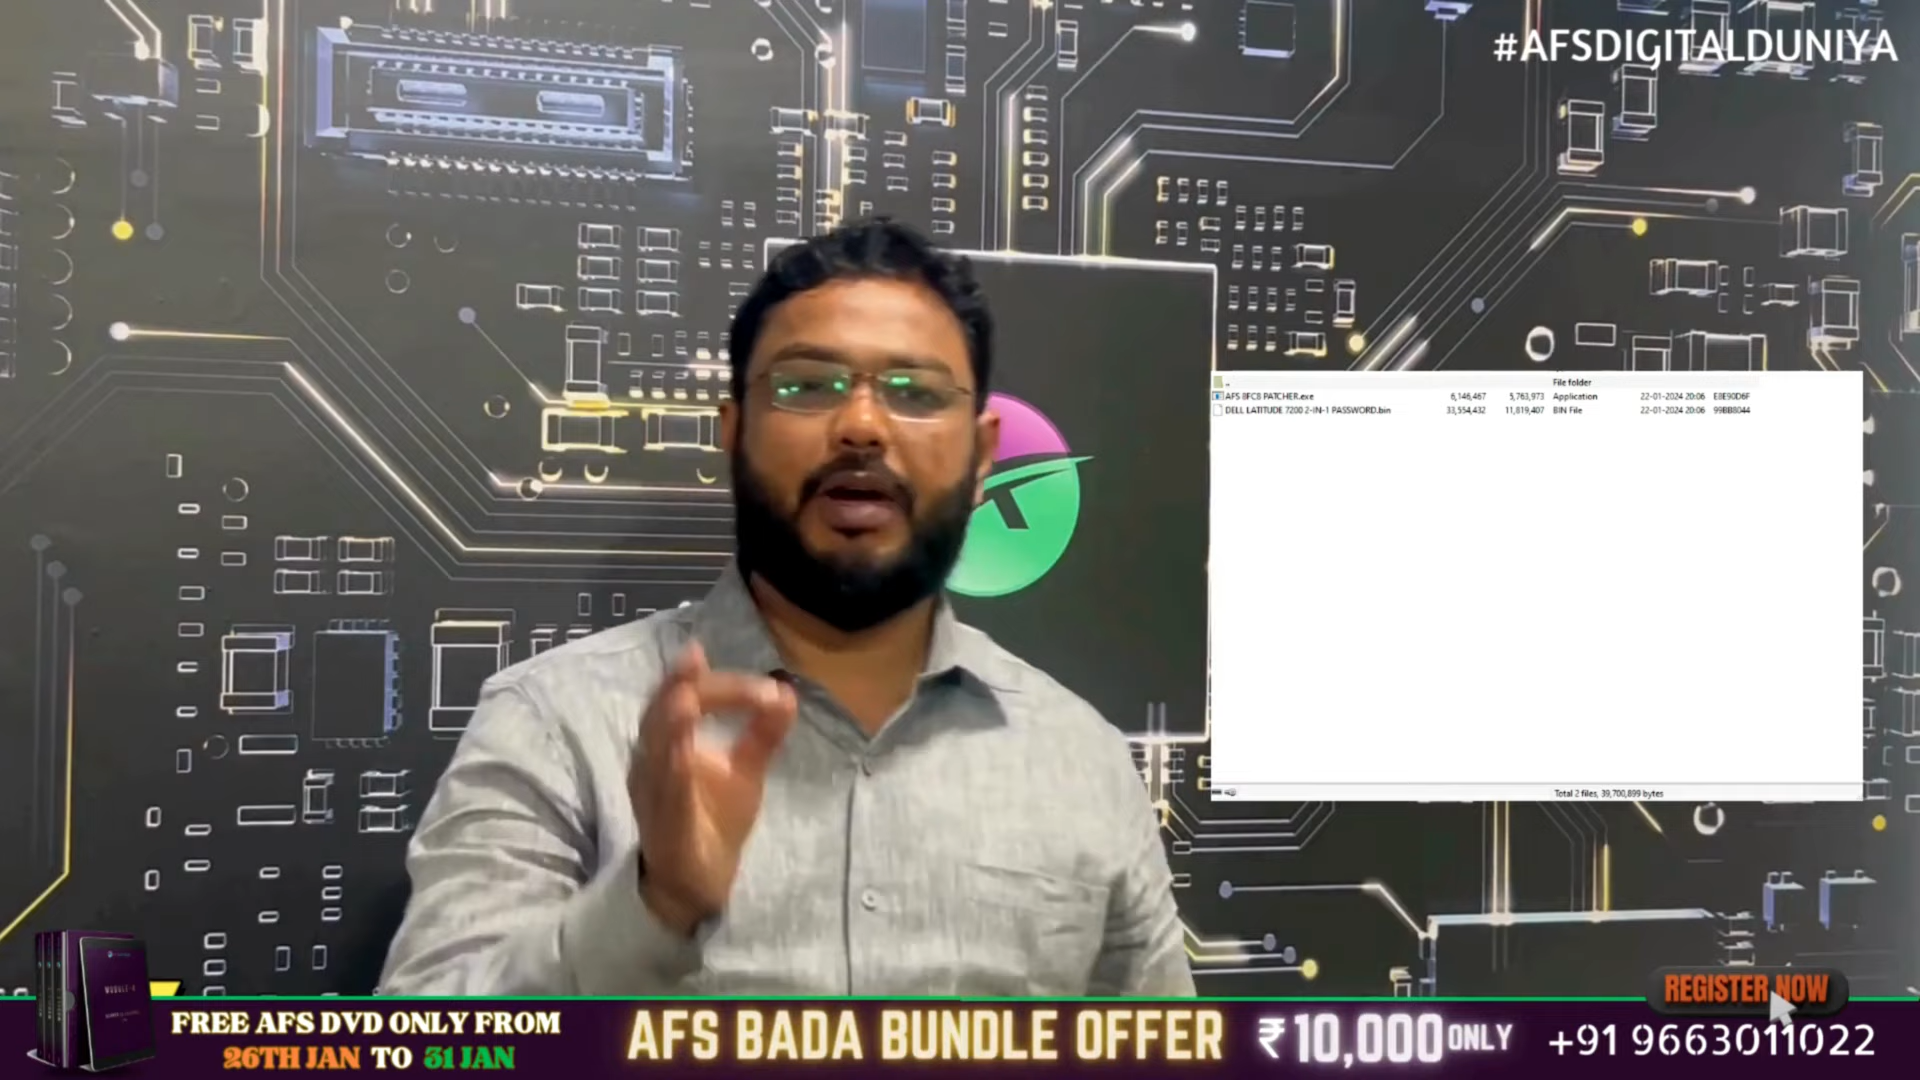 #AFSDIGITALDUNIYA
..
File folder
AFS 8FC8 PATCHER.exe 6,146,467 5,763,973 Application 22-01-2024 20:06 E8E90D6F
DELL LATITUDE 7200 2-IN-1 PASSWORD.bin 33,554,432 11,819,407 BIN File 22-01-2024 20:06 99BB8044
Total 2 files, 39,700,899 bytes
REGISTER NOW
FREE AFS DVD ONLY FROM
26TH JAN TO 31 JAN
AFS BADA BUNDLE OFFER
₹10,000 ONLY
+91 9663011022